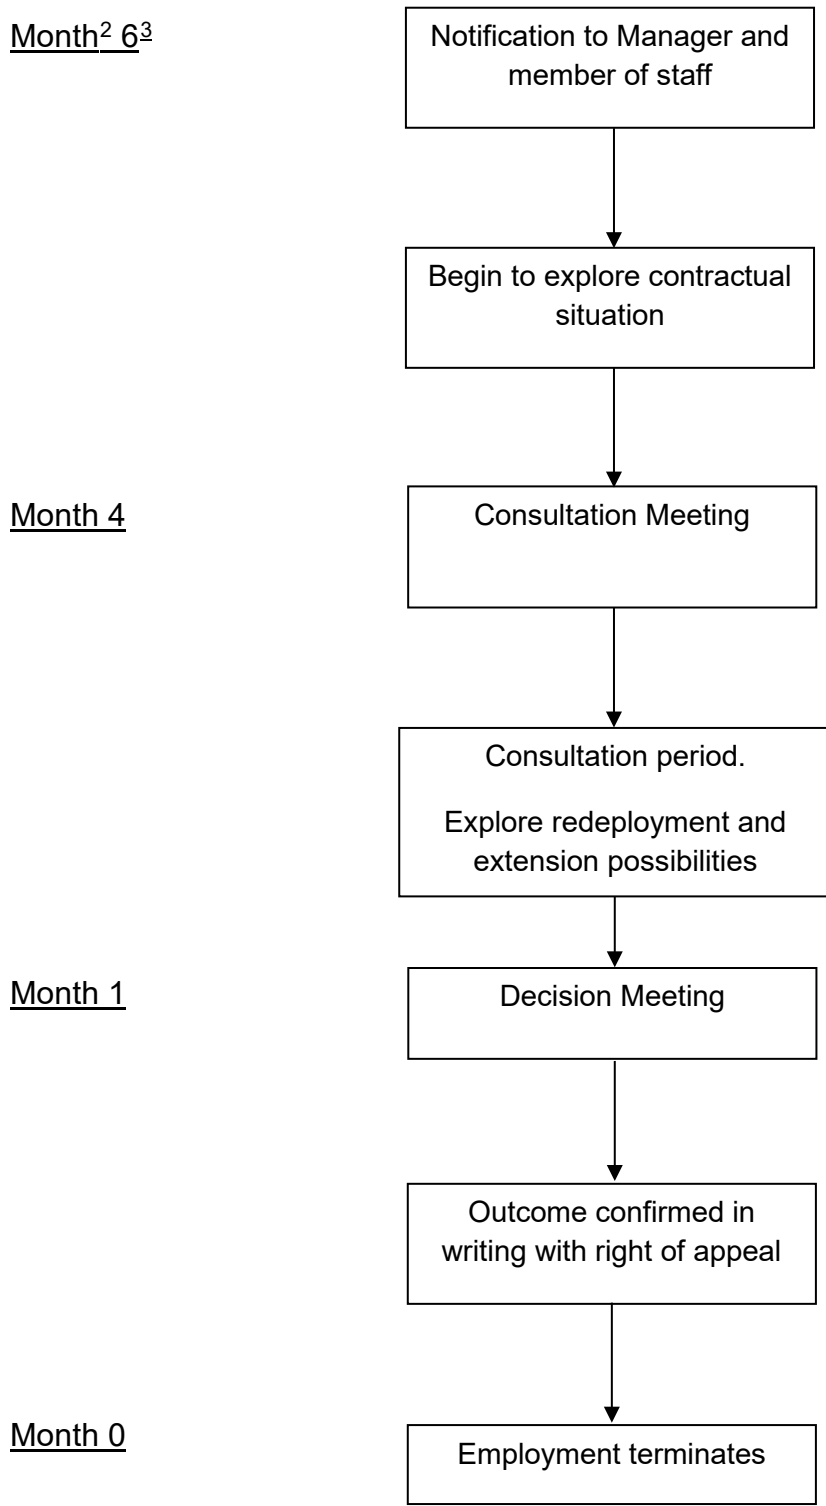 Month² 6³
Notification to Manager and
member of staff
Begin to explore contractual
situation
Month 4
Consultation Meeting
Consultation period.
Explore redeployment and
extension possibilities
Month 1
Decision Meeting
Outcome confirmed in
writing with right of appeal
Month 0
Employment terminates